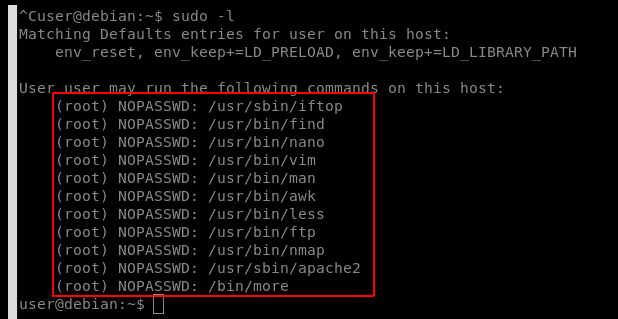 ^Cuser@debian:~$ sudo -l
Matching Defaults entries for user on this host:
    env_reset, env_keep+=LD_PRELOAD, env_keep+=LD_LIBRARY_PATH

User user may run the following commands on this host:
    (root) NOPASSWD: /usr/sbin/iftop
    (root) NOPASSWD: /usr/bin/find
    (root) NOPASSWD: /usr/bin/nano
    (root) NOPASSWD: /usr/bin/vim
    (root) NOPASSWD: /usr/bin/man
    (root) NOPASSWD: /usr/bin/awk
    (root) NOPASSWD: /usr/bin/less
    (root) NOPASSWD: /usr/bin/ftp
    (root) NOPASSWD: /usr/bin/nmap
    (root) NOPASSWD: /usr/sbin/apache2
    (root) NOPASSWD: /bin/more
user@debian:~$